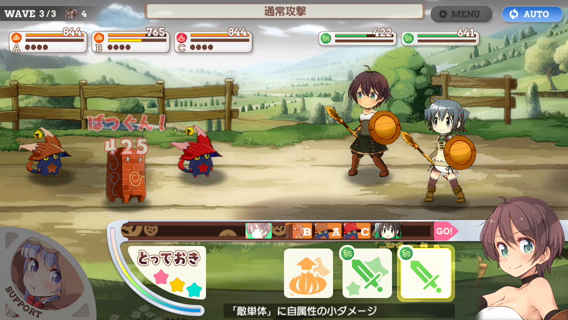 WAVE 3/3 4
通常攻撃
MENU
AUTO
A 844
B 765
C 844
422
641
ばつぐん!
425
B A C GO!
とっておき
SUPPORT
「敵単体」に自属性の小ダメージ